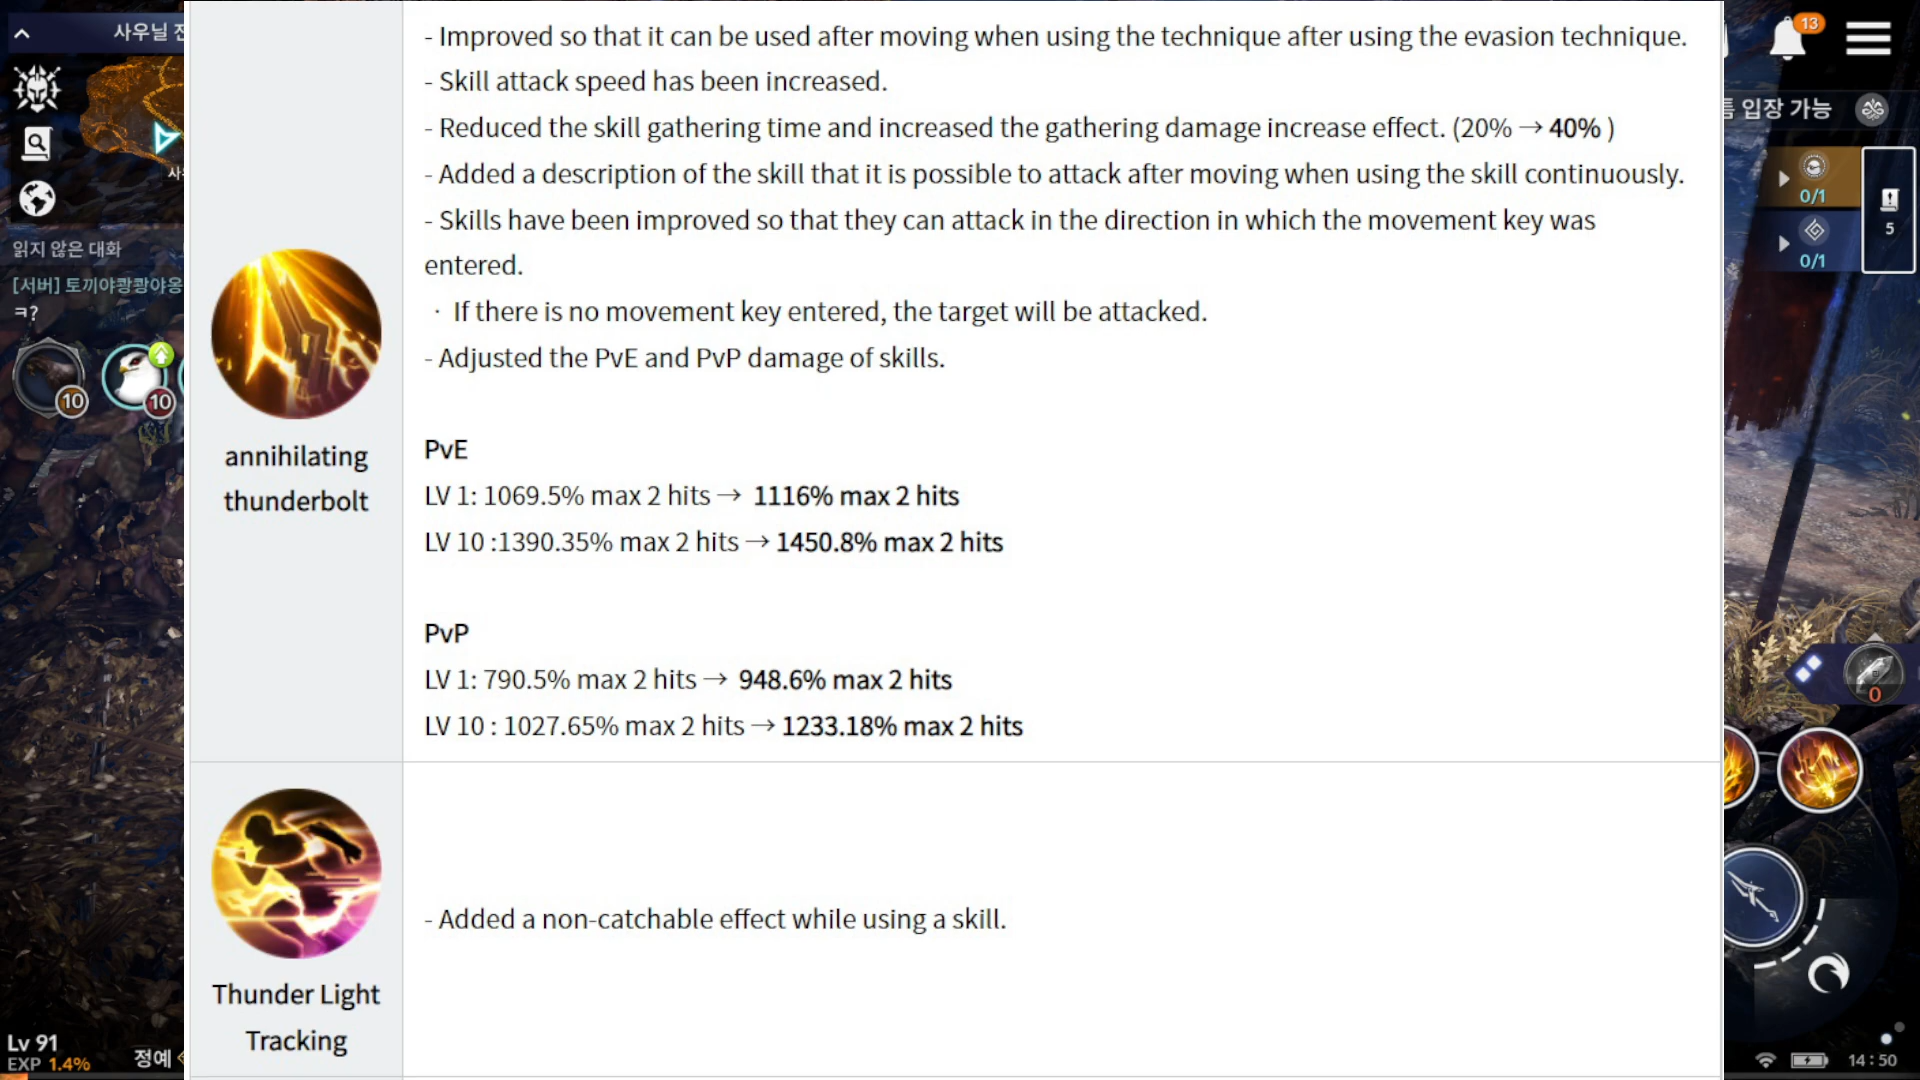 사우닐
13
톰 입장 가능
0/1
5
0/1
읽지 않은 대화
[서버] 토끼야쾅쾅야옹
ㅋ?
10
10
- Improved so that it can be used after moving when using the technique after using the evasion technique.
- Skill attack speed has been increased.
- Reduced the skill gathering time and increased the gathering damage increase effect. (20% → 40% )
- Added a description of the skill that it is possible to attack after moving when using the skill continuously.
- Skills have been improved so that they can attack in the direction in which the movement key was
entered.
· If there is no movement key entered, the target will be attacked.
- Adjusted the PvE and PvP damage of skills.
annihilating
thunderbolt
PvE
LV 1: 1069.5% max 2 hits → 1116% max 2 hits
LV 10 :1390.35% max 2 hits → 1450.8% max 2 hits
PvP
LV 1: 790.5% max 2 hits → 948.6% max 2 hits
LV 10 : 1027.65% max 2 hits → 1233.18% max 2 hits
0
- Added a non-catchable effect while using a skill.
Thunder Light
Tracking
Lv 91
EXP 1.4%
정예
14:50